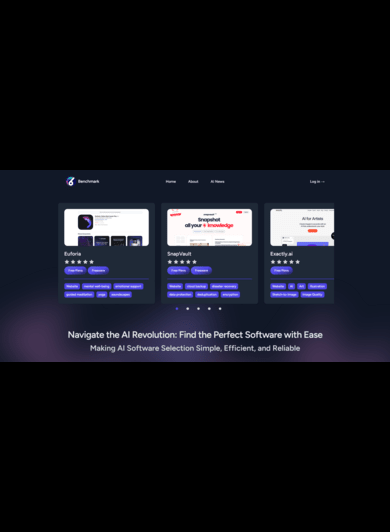 Benchmark
Home
About
AI News
Log in →
Snapshot
all your knowledge
AI for Artists
Euforia
SnapVault
Exactly.ai
Free Plans
Freeware
Free Plans
Freeware
Free Plans
Website
mental well-being
emotional support
Website
cloud backup
disaster recovery
Website
AI
Art
Illustration
guided meditation
yoga
soundscapes
data protection
deduplication
encryption
Sketch-to-Image
Image Quality
Navigate the AI Revolution: Find the Perfect Software with Ease
Making AI Software Selection Simple, Efficient, and Reliable